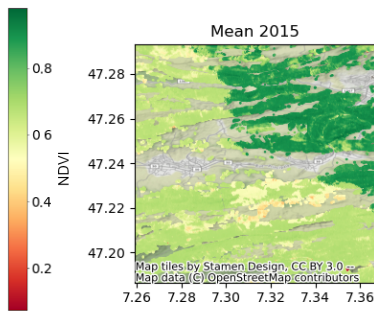 Mean 2015
0.8
0.6
0.4
0.2
NDVI
47.28
47.26
47.24
47.22
47.20
Map tiles by Stamen Design, CC BY 3.0 --
Map data (C) OpenStreetMap contributors
7.26 7.28 7.30 7.32 7.34 7.36